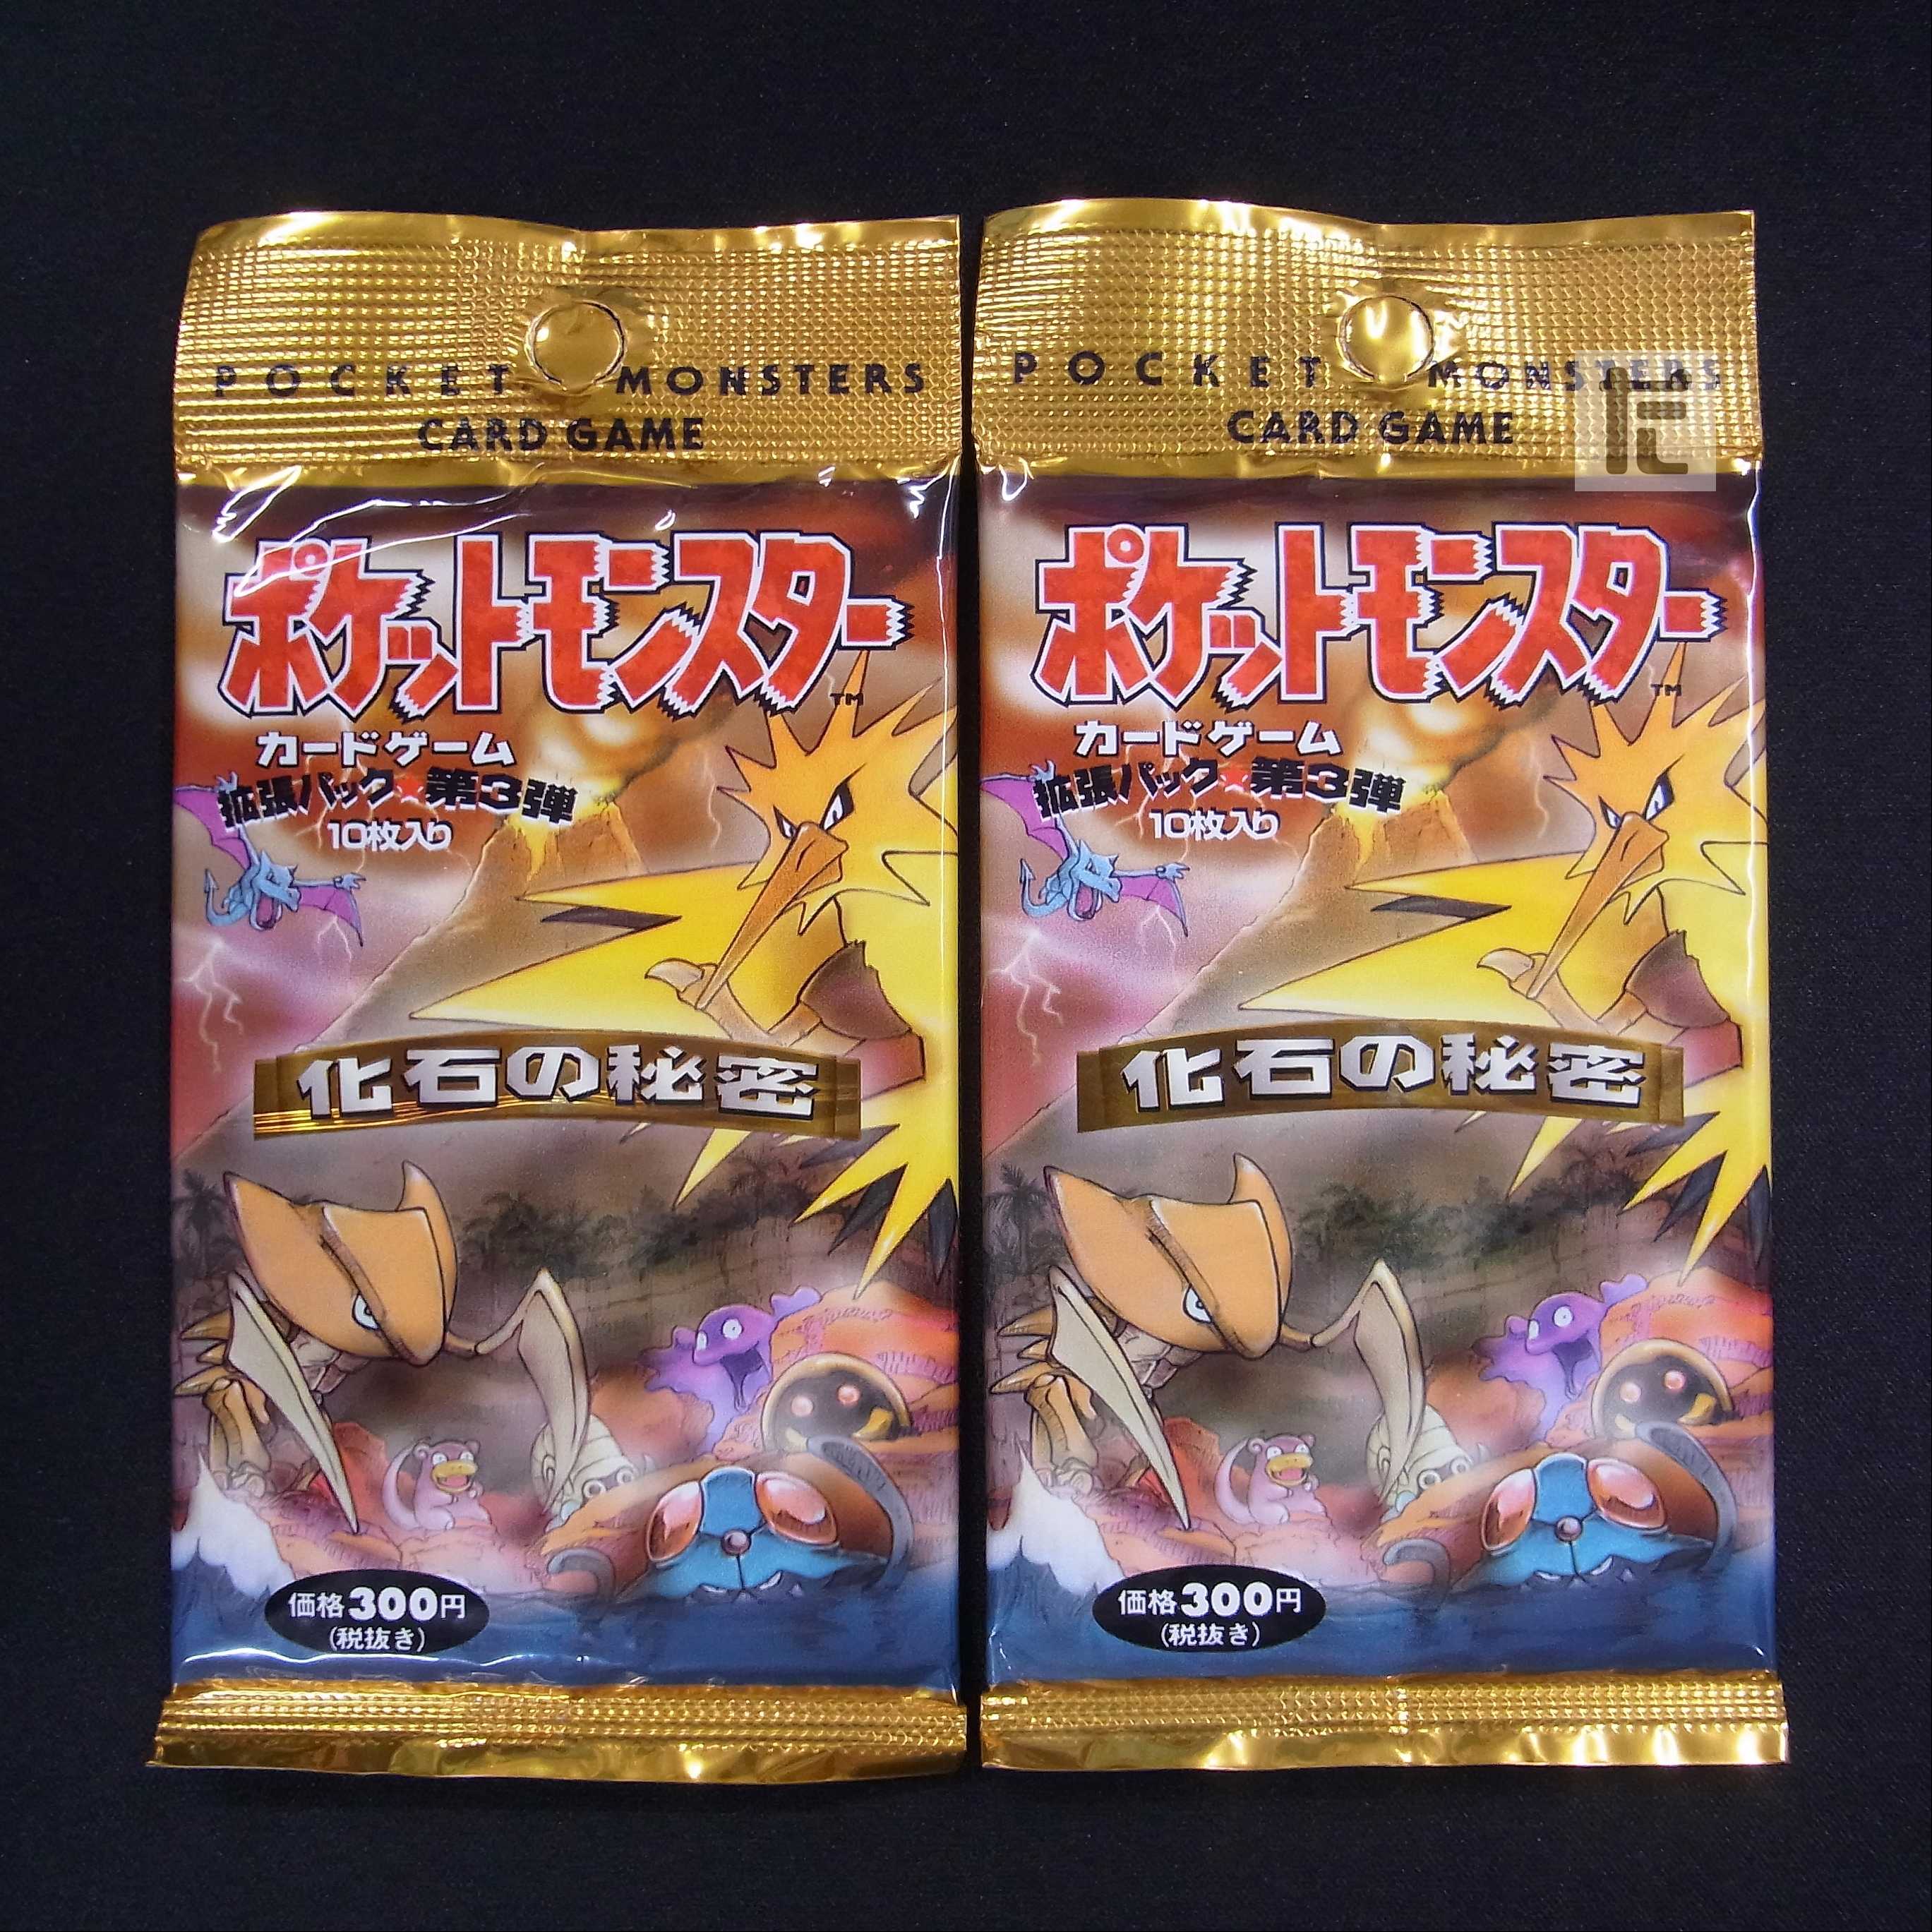 POCKET MONSTERS
CARD GAME
ポケットモンスター
TM
カードゲーム
拡張パック★第3弾
10枚入り
化石の秘密
価格300円
(税抜き)
POCKET MONSTERS
CARD GAME
ポケットモンスター
TM
カードゲーム
拡張パック★第3弾
10枚入り
化石の秘密
価格300円
(税抜き)